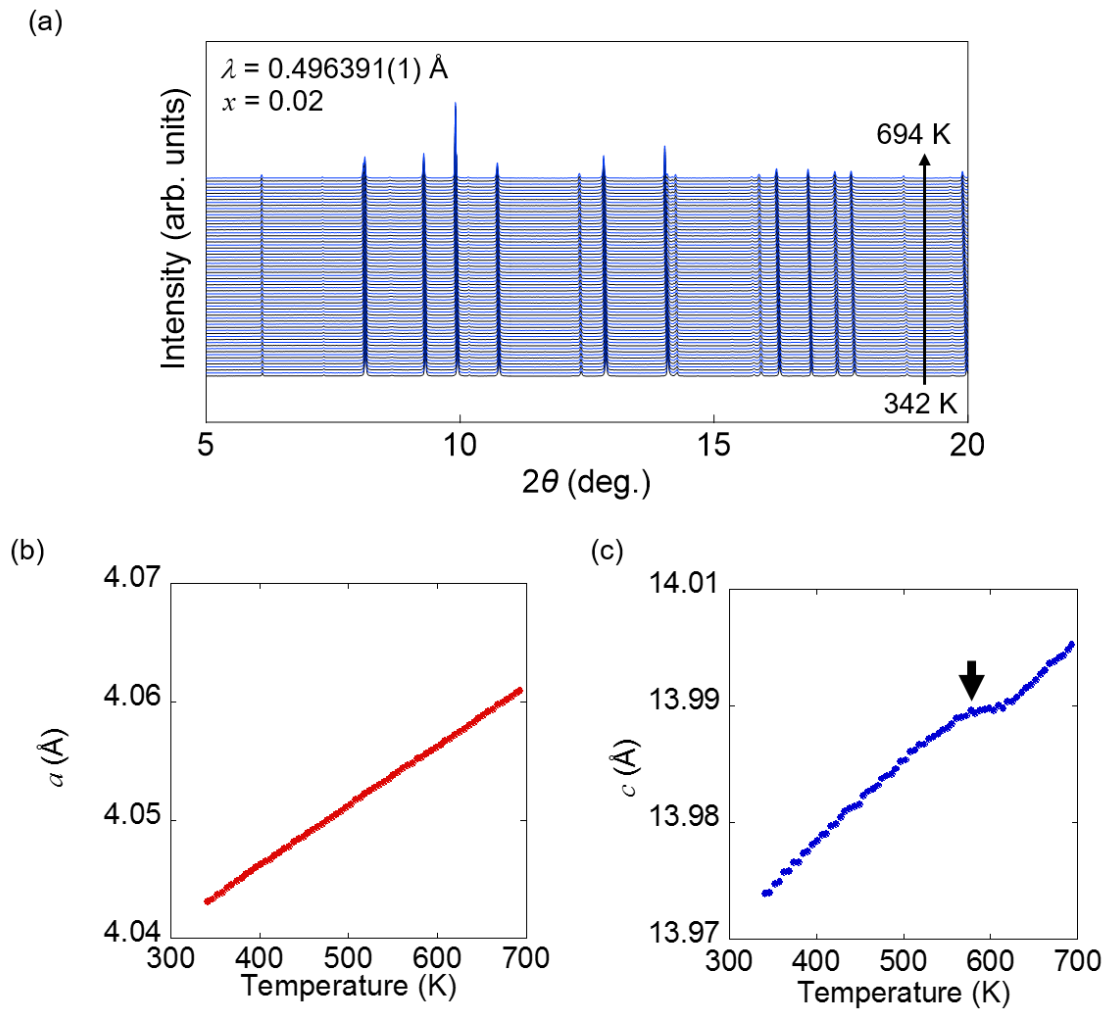 (a)
λ = 0.496391(1) Å
x = 0.02
Intensity (arb. units)
694 K
342 K
5 10 15 20
2θ (deg.)
(b)
4.07
4.06
4.05
4.04
a (Å)
300 400 500 600 700
Temperature (K)
(c)
14.01
13.99
13.98
13.97
c (Å)
300 400 500 600 700
Temperature (K)